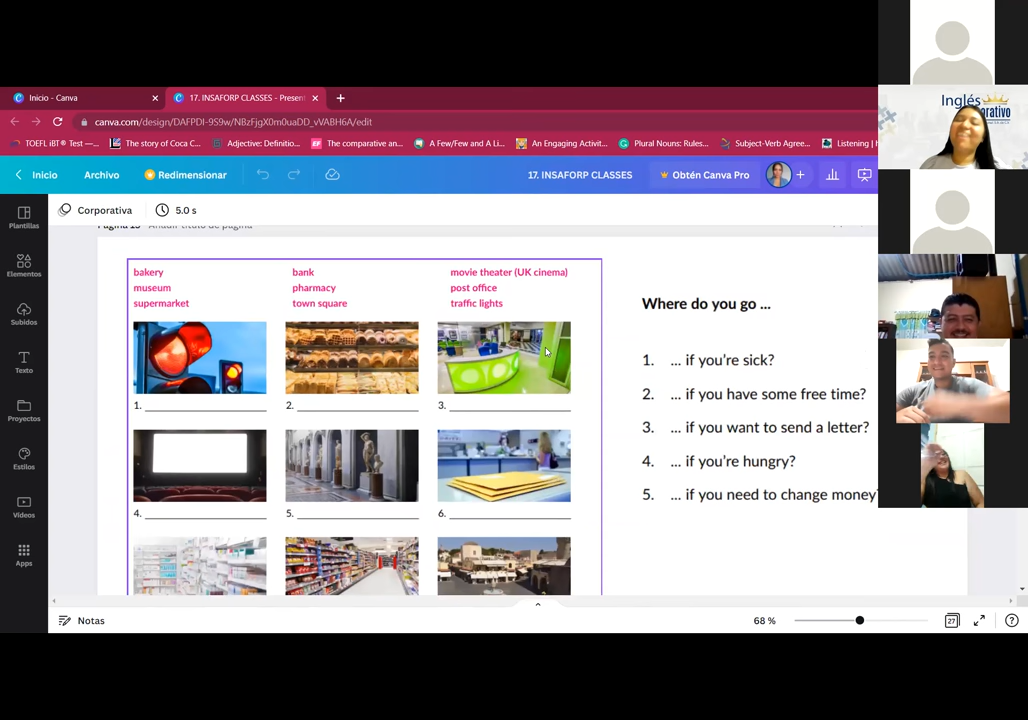 Inicio - Canva
17. INSAFORP CLASSES - Present
canva.com/design/DAFPDI-9S9w/NBzFjgX0m0uaDD_vVABH6A/edit
TOEFL iBT® Test —...
The story of Coca C...
Adjective: Definitio...
The comparative an...
A Few/Few and A Li...
An Engaging Activit...
Plural Nouns: Rules...
Subject-Verb Agree...
Listening |
Inicio
Archivo
Redimensionar
17. INSAFORP CLASSES
Obtén Canva Pro
Corporativa
5.0 s
Plantillas
Elementos
Subidos
Texto
Proyectos
Estilos
Videos
Apps
Página 15 Añadir título de página
bakery
museum
supermarket
bank
pharmacy
town square
movie theater (UK cinema)
post office
traffic lights
1.
2.
3.
4.
5.
6.
Where do you go ...
1. ... if you're sick?
2. ... if you have some free time?
3. ... if you want to send a letter?
4. ... if you're hungry?
5. ... if you need to change money
Notas
68 %
27
Inglés